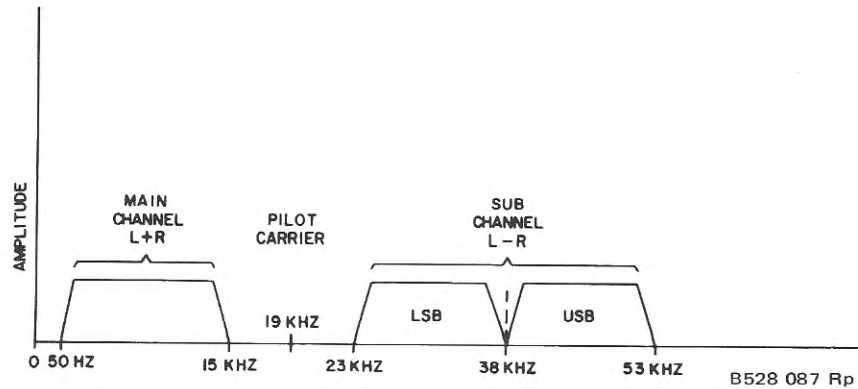 AMPLITUDE
MAIN
CHANNEL
L+R
PILOT
CARRIER
SUB
CHANNEL
L−R
19 KHZ
LSB
USB
0 50 HZ
15 KHZ
23 KHZ
38 KHZ
53 KHZ
B528 087 Rp